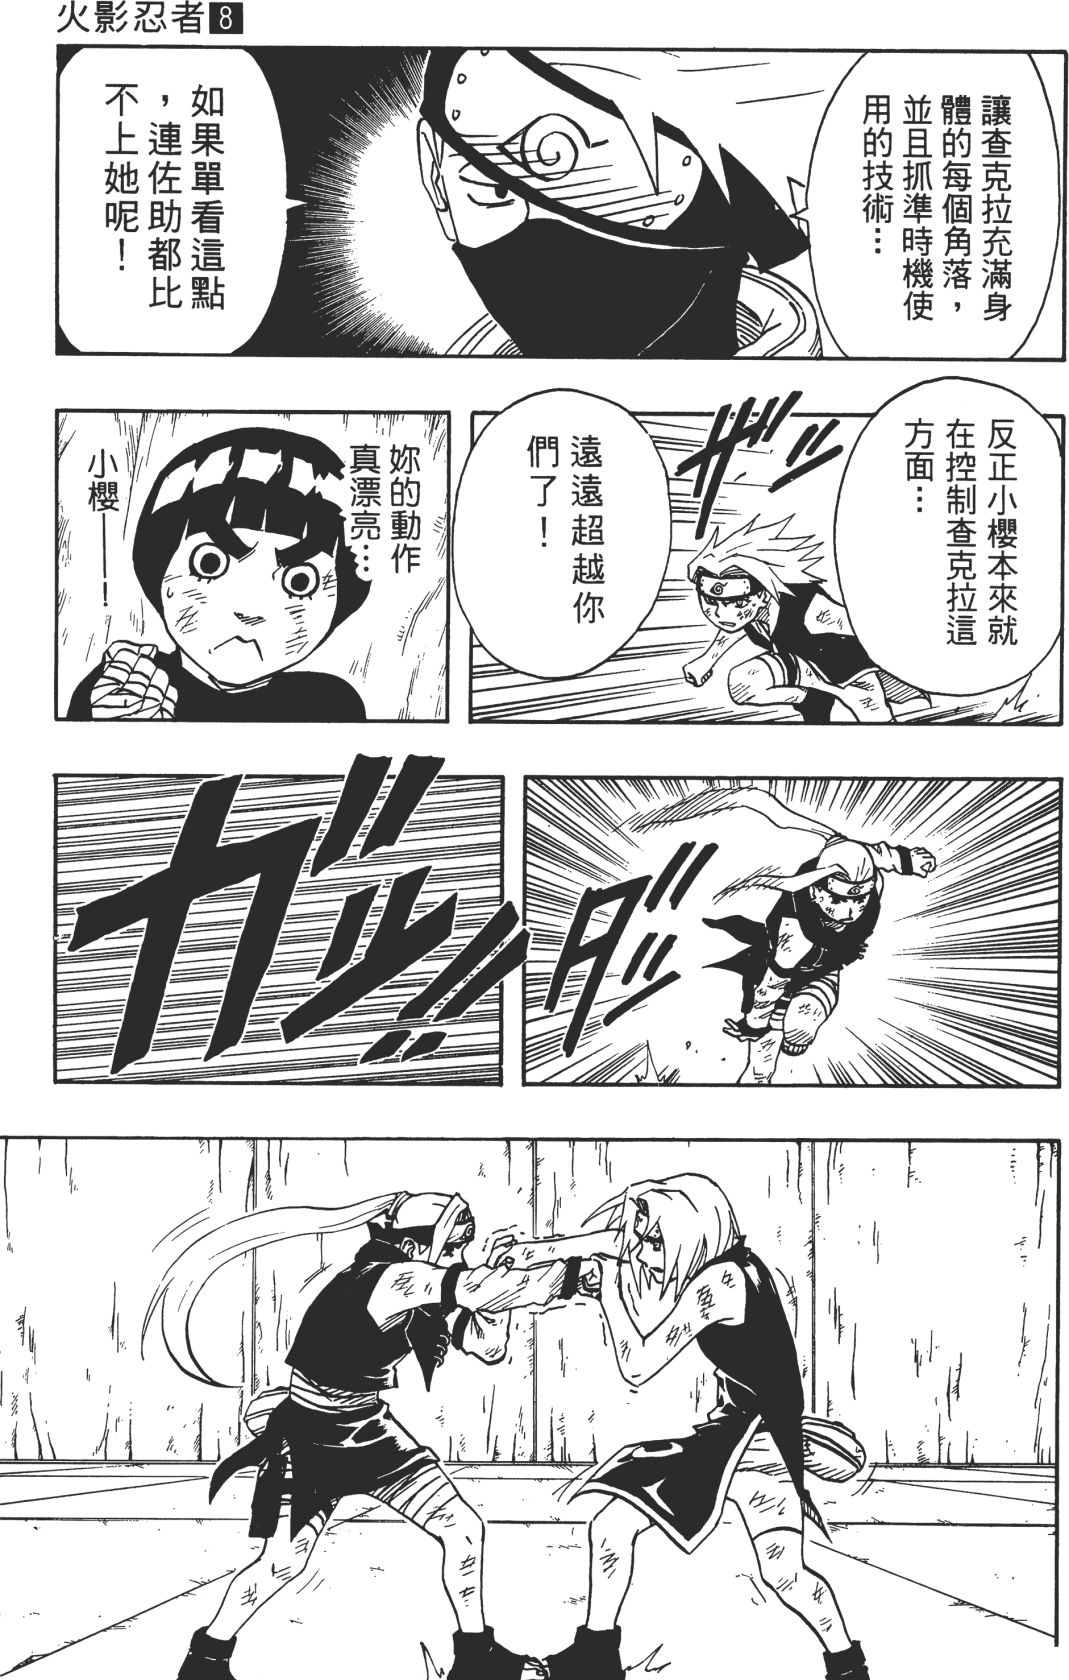 火影忍者8
讓查克拉充滿身
體的每個角落，
並且抓準時機使
用的技術…
如果單看這點
，連佐助都比
不上她呢！
反正小櫻本來就
在控制查克拉這
方面…
遠遠超越你
們了！
ザッ
妳的動作
真漂亮…
小櫻——！
ダッ
ガッ!!